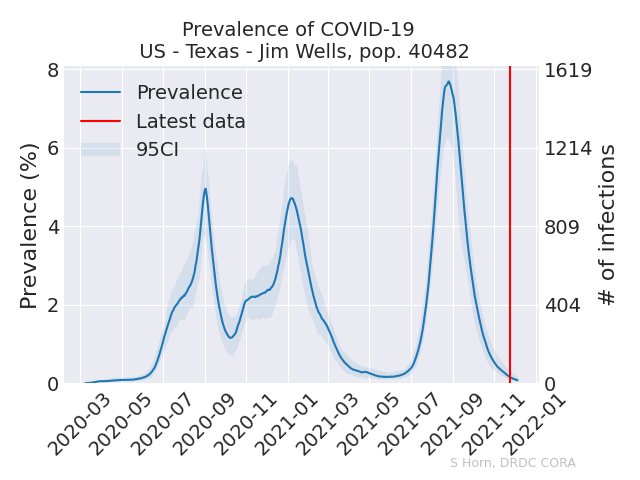 Prevalence of COVID-19
US - Texas - Jim Wells, pop. 40482
Prevalence
Latest data
95CI
Prevalence (%)
8
6
4
2
0
# of infections
1619
1214
809
404
0
2020-03
2020-05
2020-07
2020-09
2020-11
2021-01
2021-03
2021-05
2021-07
2021-09
2021-11
2022-01
S Horn, DRDC CORA